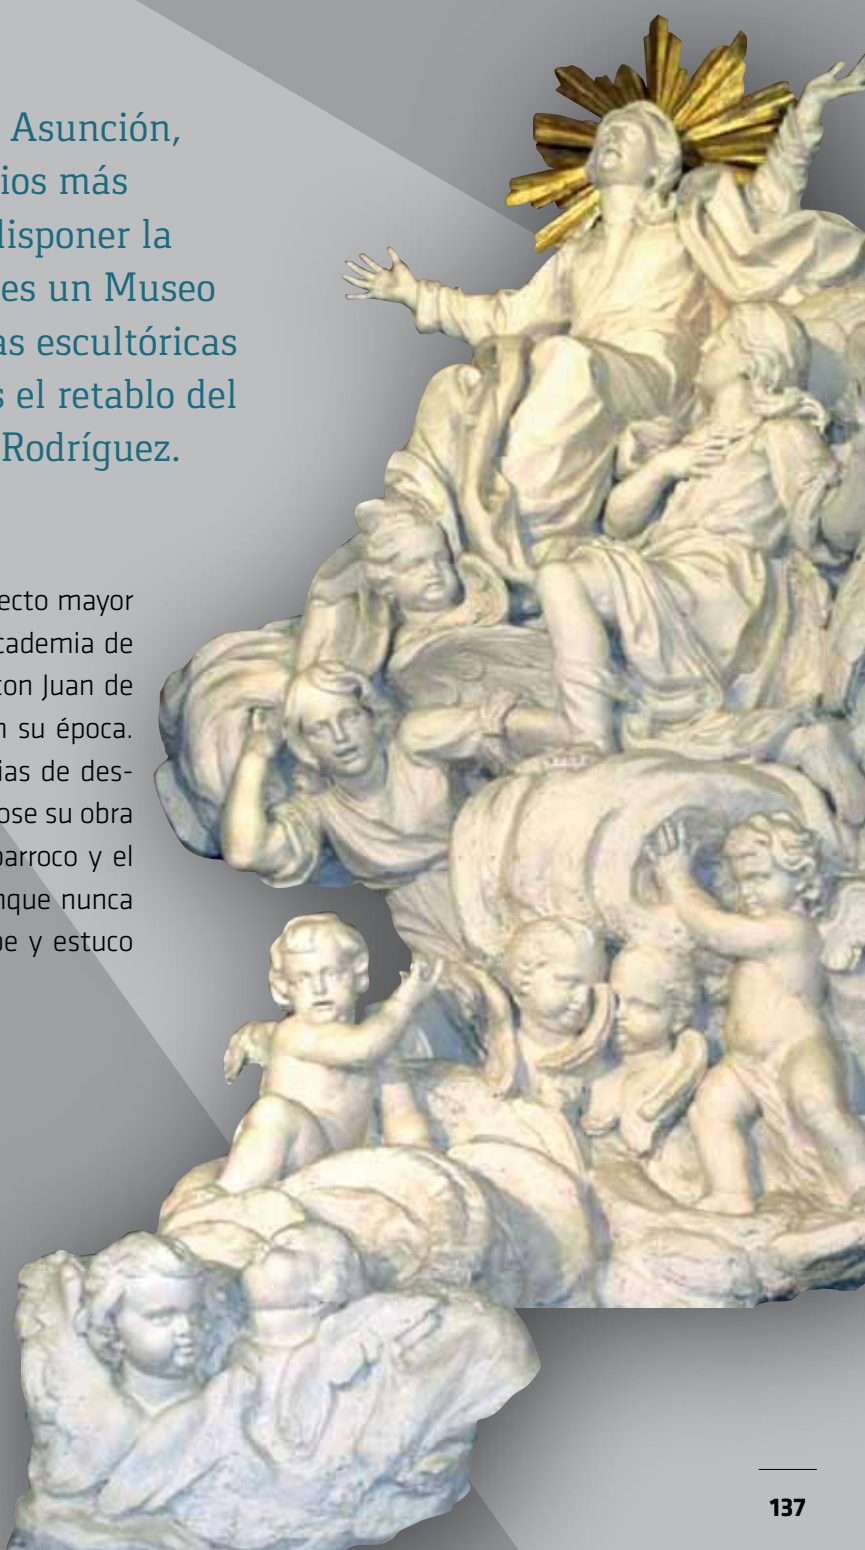 Asunción,
ios más
disponer la
es un Museo
as escultóricas
s el retablo del
Rodríguez.
ecto mayor
cademia de
con Juan de
n su época.
ias de des-
ose su obra
barroco y el
nque nunca
pe y estuco
137